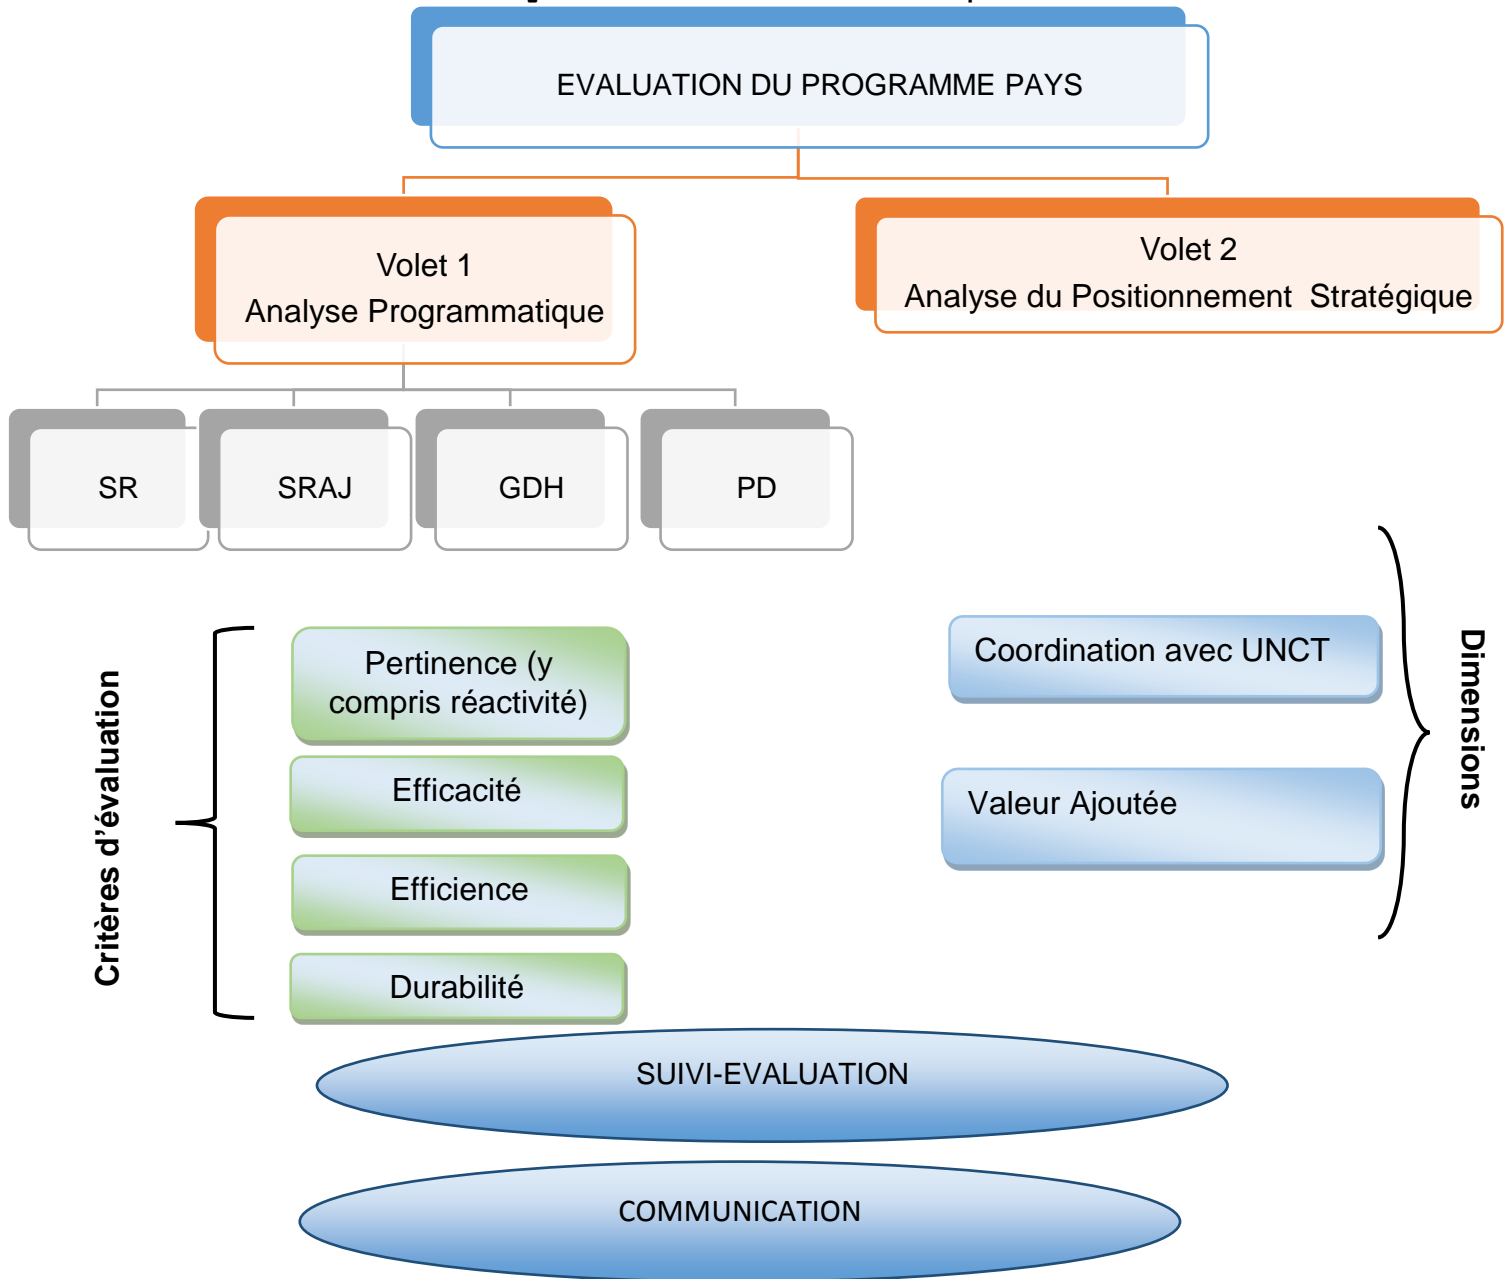 EVALUATION DU PROGRAMME PAYS
Volet 1
Analyse Programmatique
Volet 2
Analyse du Positionnement Stratégique
SR
SRAJ
GDH
PD
Critères d'évaluation
Pertinence (y
compris réactivité)
Efficacité
Efficience
Durabilité
Coordination avec UNCT
Valeur Ajoutée
Dimensions
SUIVI-EVALUATION
COMMUNICATION